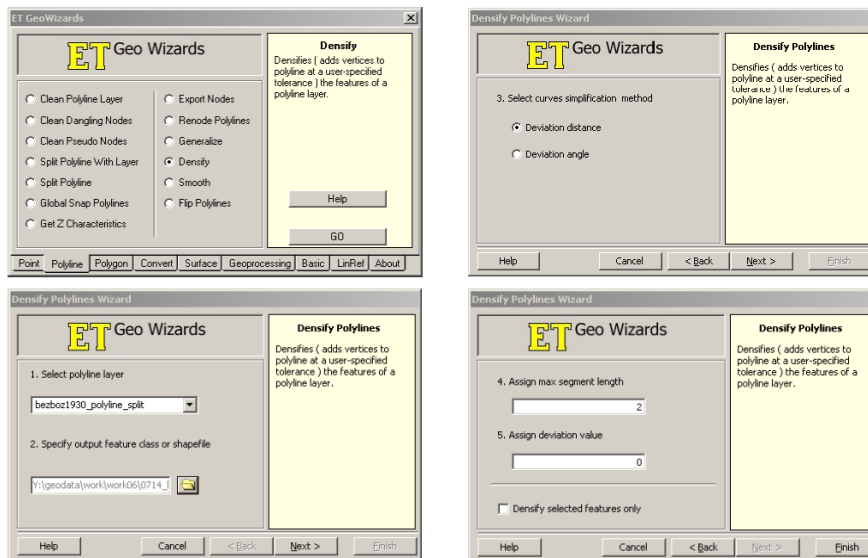 ET GeoWizards
ET Geo Wizards
Clean Polyline Layer
Clean Dangling Nodes
Clean Pseudo Nodes
Split Polyline With Layer
Split Polyline
Global Snap Polylines
Get Z Characteristics
Export Nodes
Renode Polylines
Generalize
Densify
Smooth
Flip Polylines
Densify
Densifies ( adds vertices to
polyline at a user-specified
tolerance ) the features of a
polyline layer.
Help
GO
Point Polyline Polygon Convert Surface Geoprocessing Basic LinRef About
Densify Polylines Wizard
ET Geo Wizards
3. Select curves simplification method
Deviation distance
Deviation angle
Densify Polylines
Densifies ( adds vertices to
polyline at a user-specified
tolerance ) the features of a
polyline layer.
Help Cancel < Back Next > Finish
Densify Polylines Wizard
ET Geo Wizards
1. Select polyline layer
bezboz1930_polyline_split
2. Specify output feature class or shapefile
Y:\geodata\work\work06\0714_l
Densify Polylines
Densifies ( adds vertices to
polyline at a user-specified
tolerance ) the features of a
polyline layer.
Help Cancel < Back Next > Finish
Densify Polylines Wizard
ET Geo Wizards
4. Assign max segment length
2
5. Assign deviation value
0
Densify selected features only
Densify Polylines
Densifies ( adds vertices to
polyline at a user-specified
tolerance ) the features of a
polyline layer.
Help Cancel < Back Next > Finish